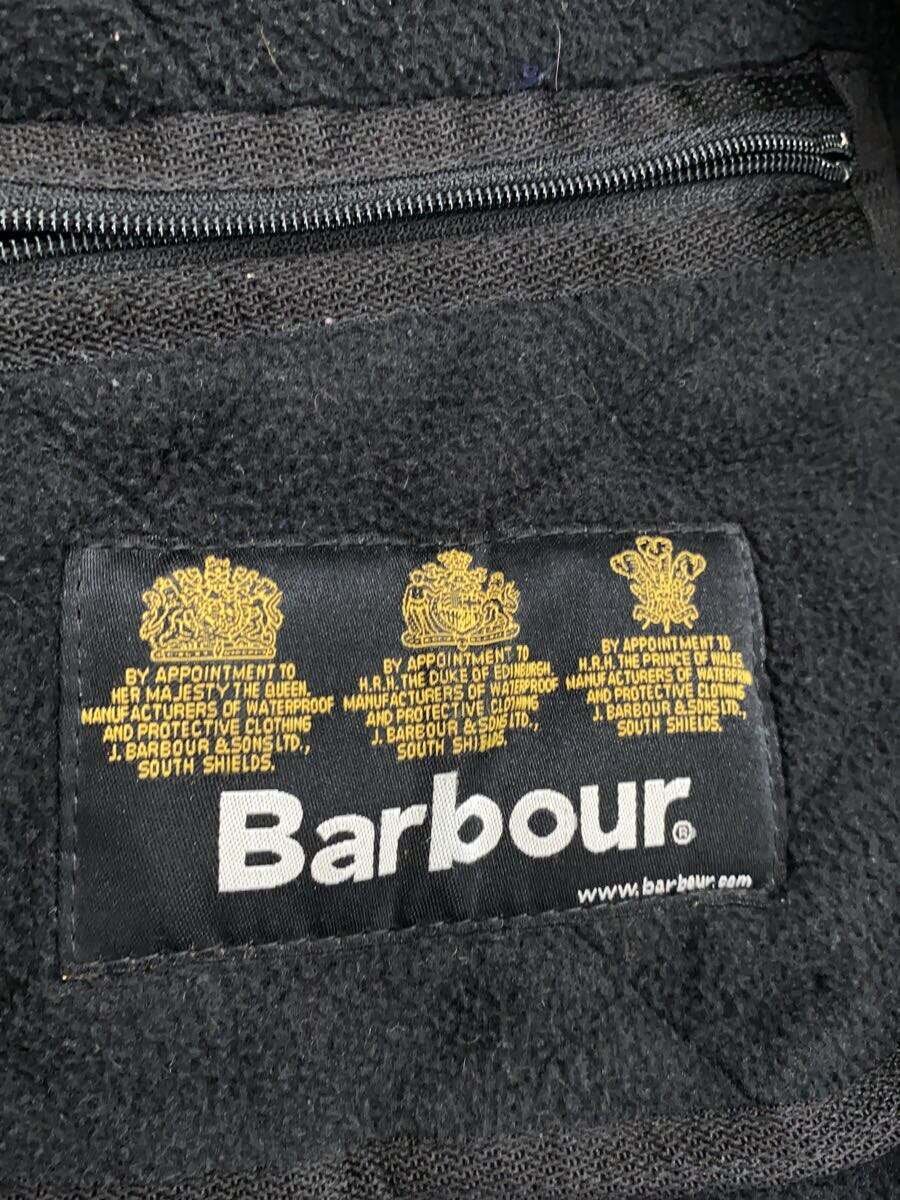 BY APPOINTMENT TO
HER MAJESTY THE QUEEN
MANUFACTURERS OF WATERPROOF
AND PROTECTIVE CLOTHING
J. BARBOUR & SONS LTD.,
SOUTH SHIELDS.
BY APPOINTMENT TO
H.R.H. THE DUKE OF EDINBURGH
MANUFACTURERS OF WATERPROOF
AND PROTECTIVE CLOTHING
J. BARBOUR & SONS LTD.,
SOUTH SHIELDS.
BY APPOINTMENT TO
H.R.H. THE PRINCE OF WALES
MANUFACTURERS OF WATERPROOF
AND PROTECTIVE CLOTHING
J. BARBOUR & SONS LTD.,
SOUTH SHIELDS.
Barbour®
www.barbour.com